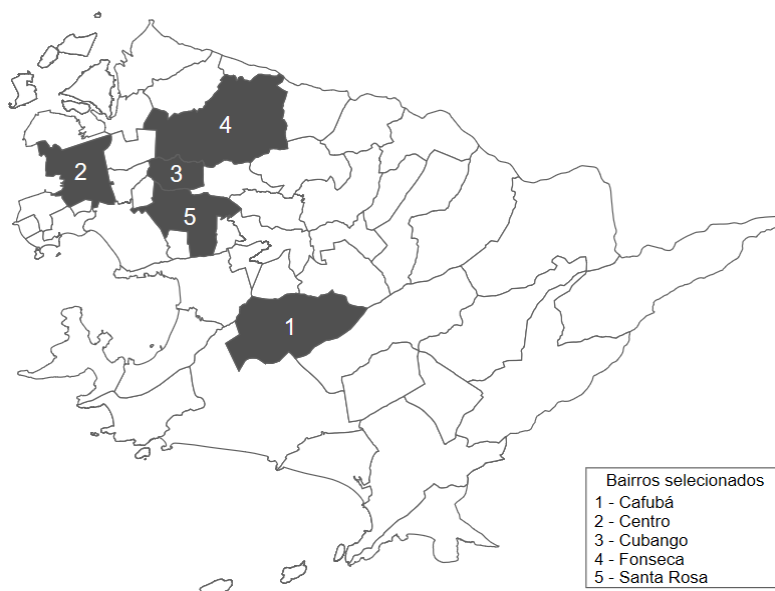 4
2
3
5
1
Bairros selecionados
1 - Cafubá
2 - Centro
3 - Cubango
4 - Fonseca
5 - Santa Rosa